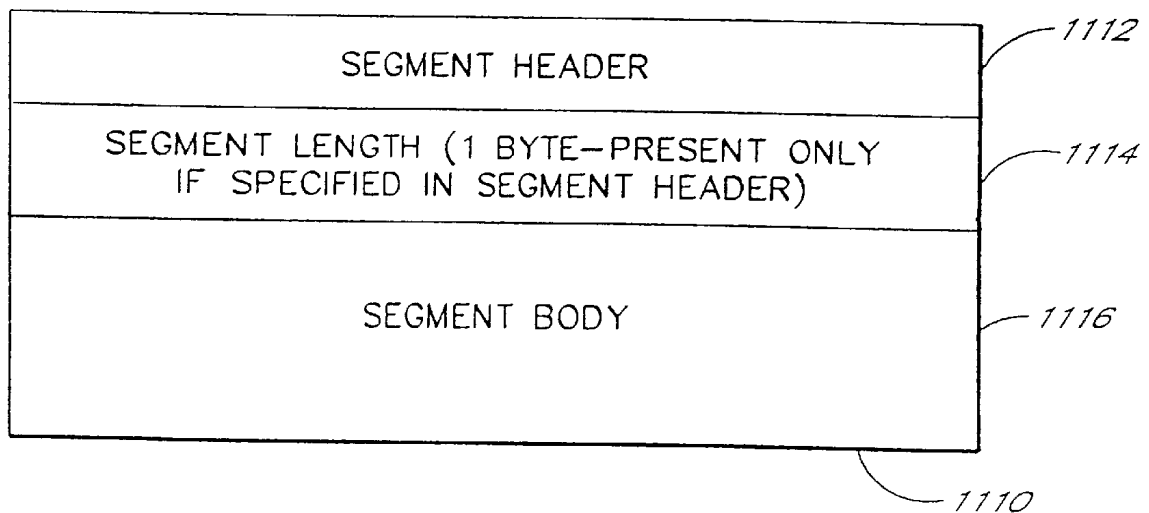 SEGMENT HEADER
1112
SEGMENT LENGTH (1 BYTE-PRESENT ONLY
IF SPECIFIED IN SEGMENT HEADER)
1114
SEGMENT BODY
1116
1110